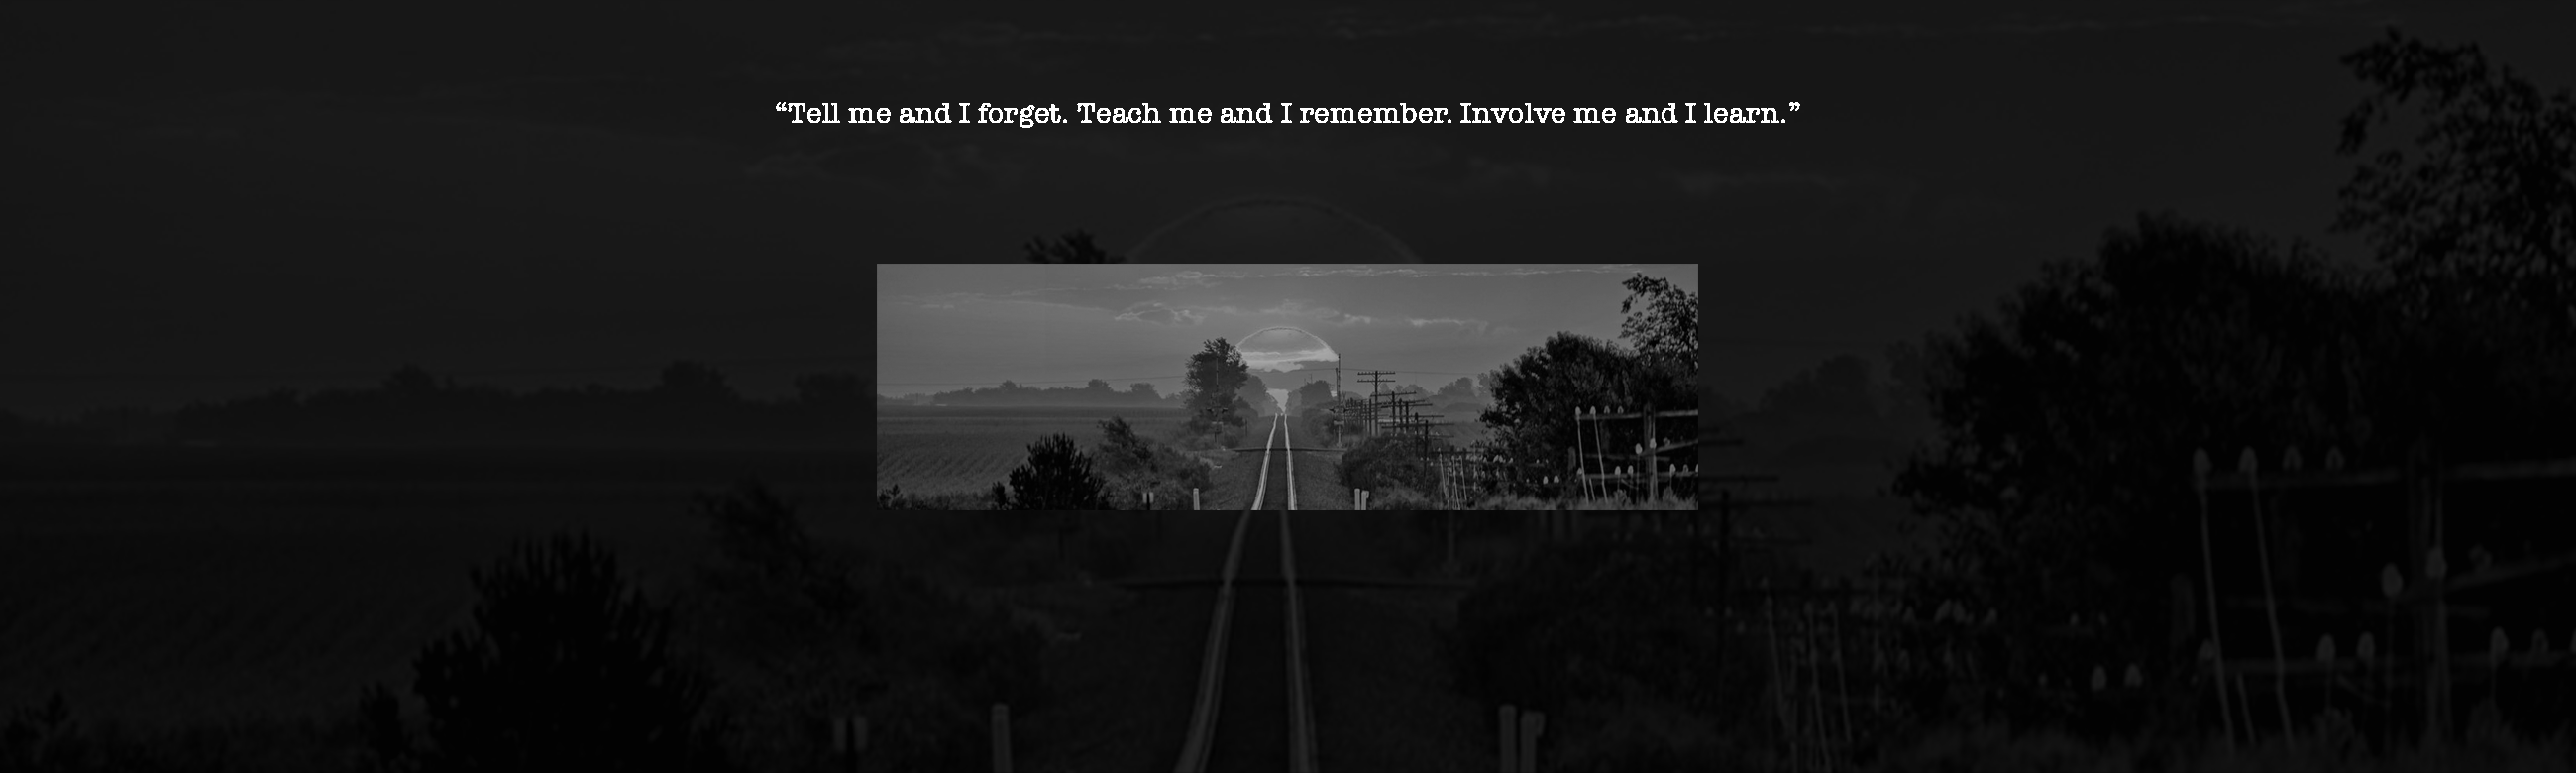 “Tell me and I forget. Teach me and I remember. Involve me and I learn.”